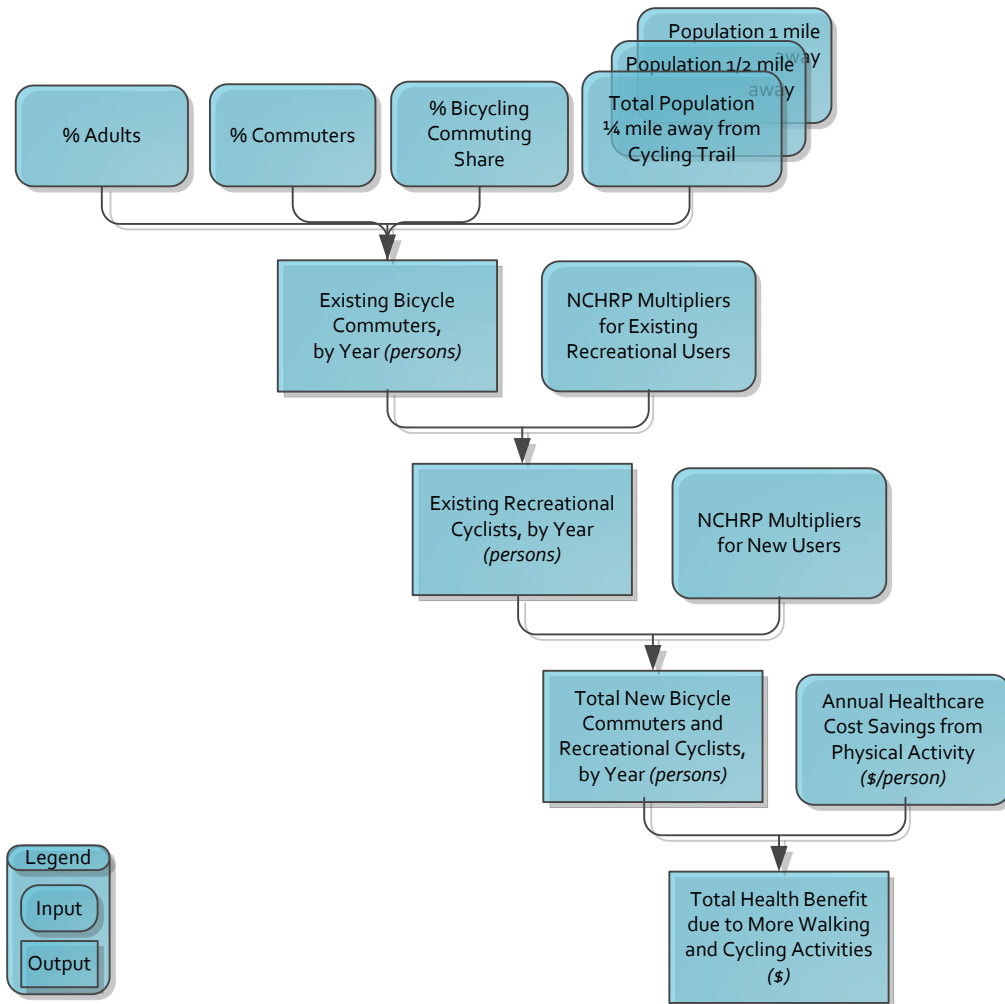 Population 1 mile
away
Population 1/2 mile
away
% Adults
% Commuters
% Bicycling
Commuting
Share
Total Population
¼ mile away from
Cycling Trail
Existing Bicycle
Commuters,
by Year (persons)
NCHRP Multipliers
for Existing
Recreational Users
Existing Recreational
Cyclists, by Year
(persons)
NCHRP Multipliers
for New Users
Total New Bicycle
Commuters and
Recreational Cyclists,
by Year (persons)
Annual Healthcare
Cost Savings from
Physical Activity
($/person)
Legend
Input
Output
Total Health Benefit
due to More Walking
and Cycling Activities
($)